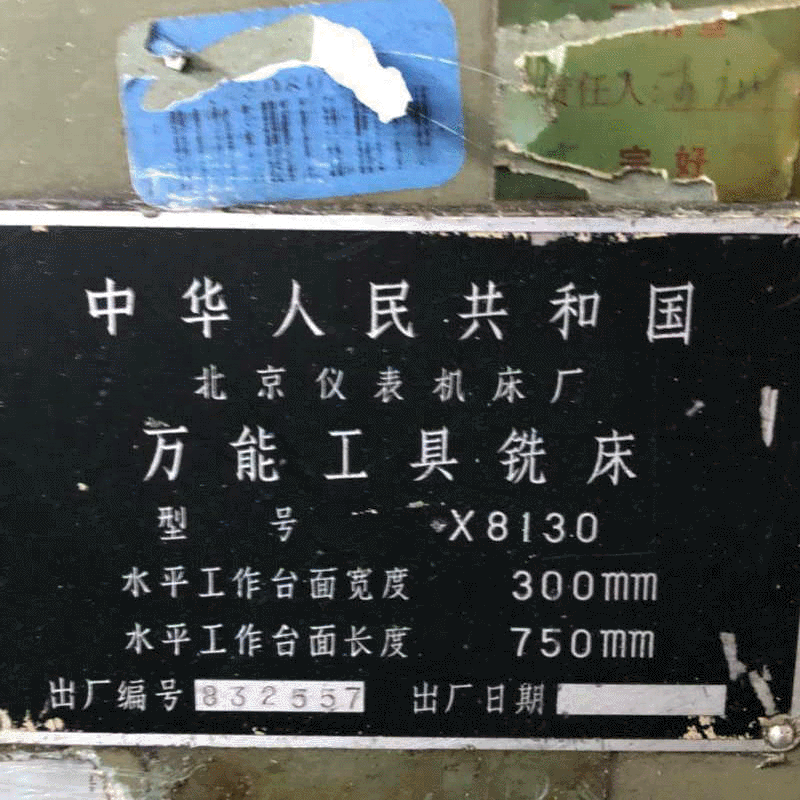 责任人
完好
中华人民共和国
北京仪表机床厂
万能工具铣床
型号 X8130
水平工作台面宽度 300mm
水平工作台面长度 750mm
出厂编号 832557 出厂日期